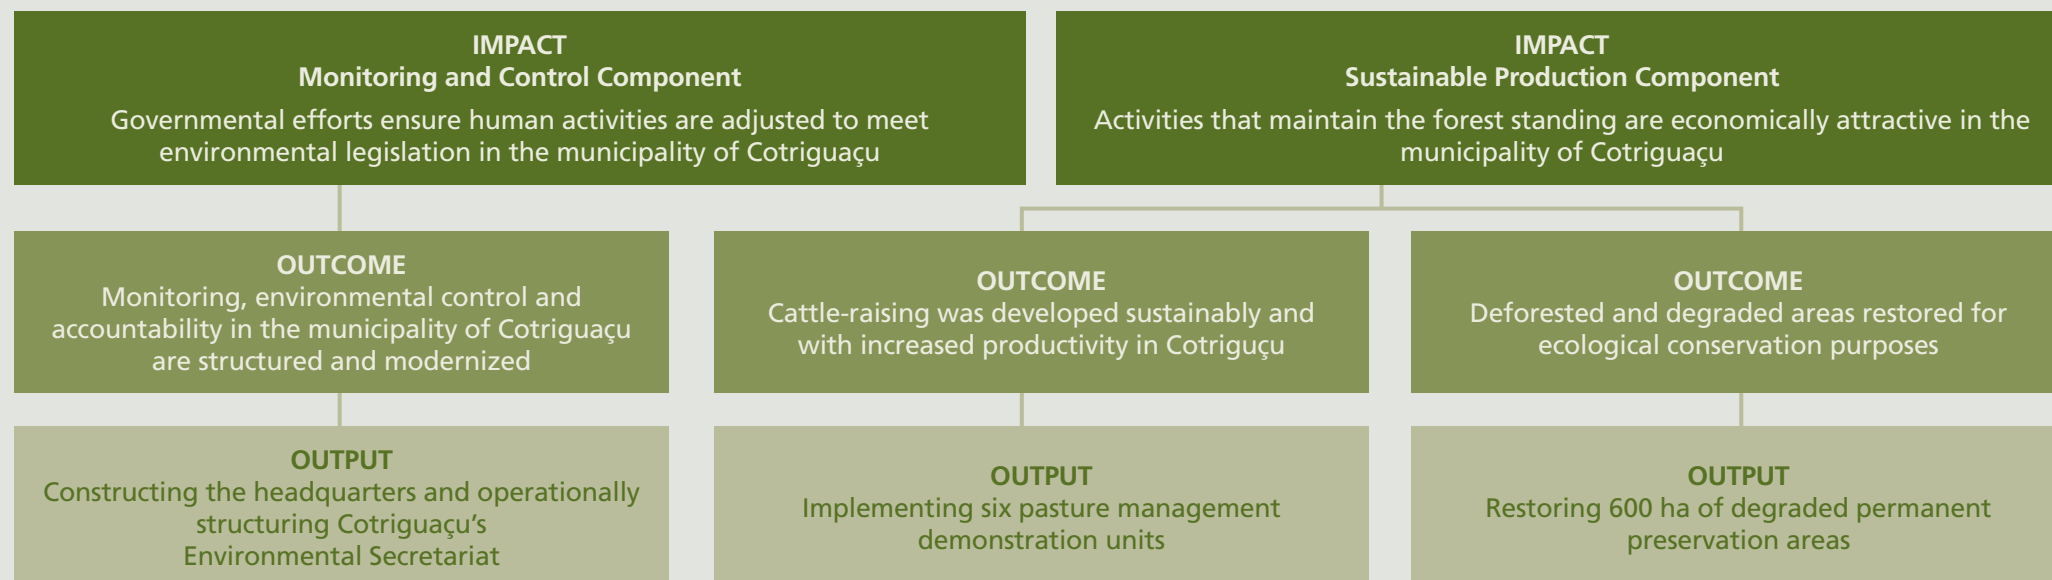 IMPACT
Monitoring and Control Component
Governmental efforts ensure human activities are adjusted to meet
environmental legislation in the municipality of Cotriguaçu
IMPACT
Sustainable Production Component
Activities that maintain the forest standing are economically attractive in the
municipality of Cotriguaçu
OUTCOME
Monitoring, environmental control and
accountability in the municipality of Cotriguaçu
are structured and modernized
OUTCOME
Cattle-raising was developed sustainably and
with increased productivity in Cotriguçu
OUTCOME
Deforested and degraded areas restored for
ecological conservation purposes
OUTPUT
Constructing the headquarters and operationally
structuring Cotriguaçu’s
Environmental Secretariat
OUTPUT
Implementing six pasture management
demonstration units
OUTPUT
Restoring 600 ha of degraded permanent
preservation areas